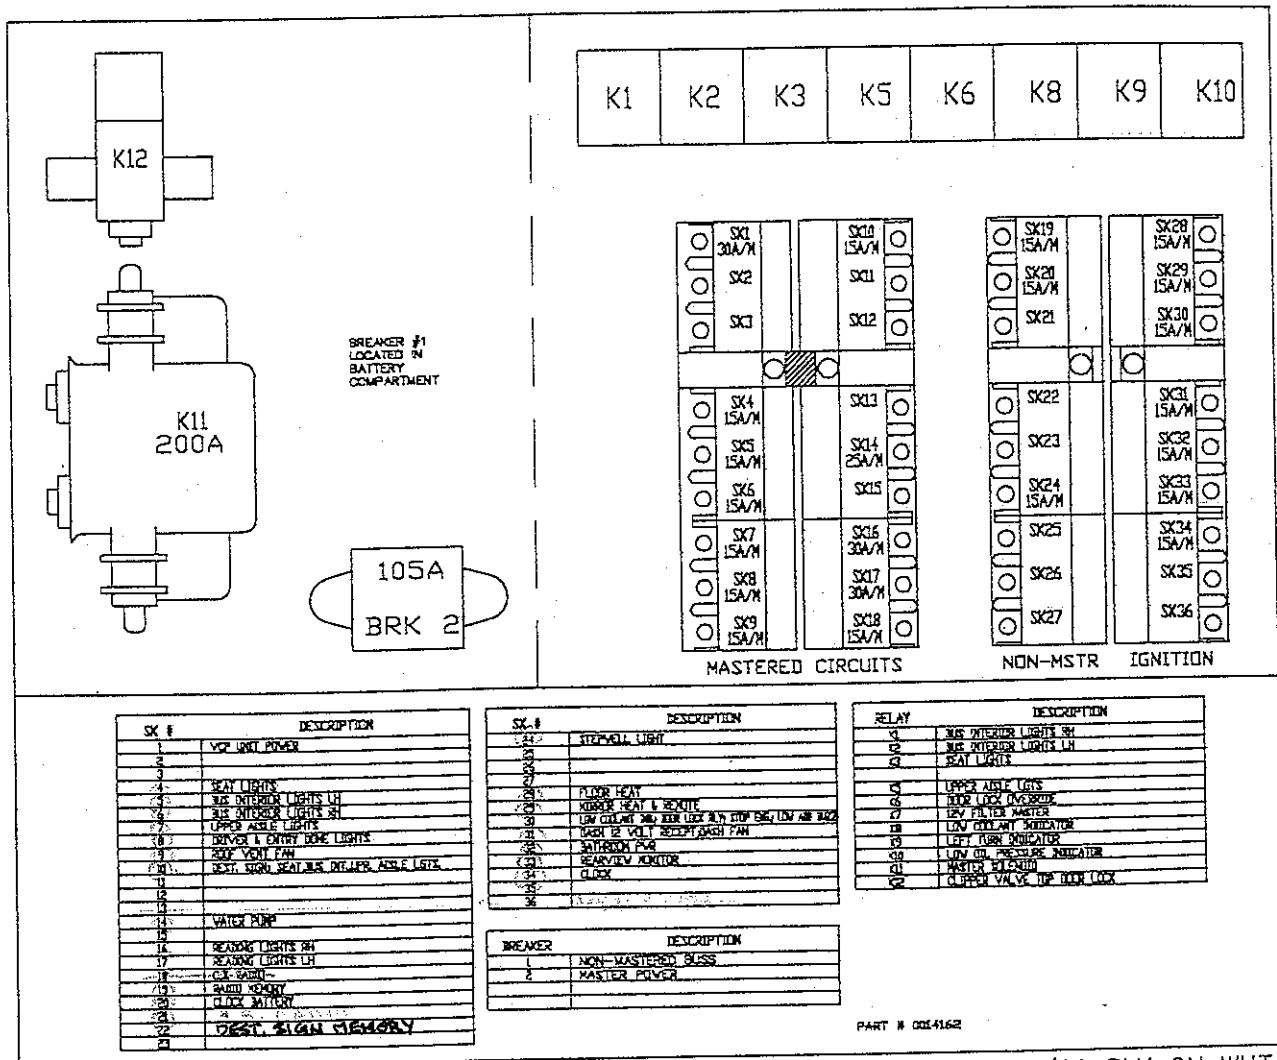 K1 K2 K3 K5 K6 K8 K9 K10
K12
BREAKER #1
LOCATED IN
BATTERY
COMPARTMENT
K11
200A
105A
BRK 2
SK1
30A/M
SK2
SK3
SK4
15A/M
SK5
15A/M
SK6
15A/M
SK7
15A/M
SK8
15A/M
SK9
15A/M
SK10
15A/M
SK11
SK12
SK13
SK14
25A/M
SK15
SK16
30A/M
SK17
30A/M
SK18
15A/M
MASTERED CIRCUITS
SK19
15A/M
SK20
15A/M
SK21
SK22
SK23
SK24
15A/M
SK25
SK26
SK27
NON-MSTR
SK28
15A/M
SK29
15A/M
SK30
15A/M
SK31
15A/M
SK32
15A/M
SK33
15A/M
SK34
15A/M
SK35
SK36
IGNITION
SK # DESCRIPTION
1 VCP UNIT POWER
2
3
4 SEAT LIGHTS
5 BUS INTERIOR LIGHTS LH
6 BUS INTERIOR LIGHTS RH
7 UPPER AISLE LIGHTS
8 DRIVER & ENTRY DOME LIGHTS
9 ROOF VENT FAN
10 DEST. SIGN, SEAT, BUS INT., UPR. AISLE LGTS.
11
12
13
14 WATER PUMP
15
16 READING LIGHTS RH
17 READING LIGHTS LH
18 RADIO
19 RADIO MEMORY
20 CLOCK BATTERY
21
22 DEST. SIGN MEMORY
23
SK # DESCRIPTION
24 STEPWELL LIGHT
25
26
27
28 FLOOR HEAT
29 MIRROR HEAT & REMOTE
30 LOW COOLANT DOOR LOCK STOP ENG, LOW AIR
31 DASH 12 VOLT RECEPT, DASH FAN
32 BATHROOM PWR
33 REARVIEW MONITOR
34 CLOCK
35
36
BREAKER DESCRIPTION
1 NON-MASTERED BUSS
2 MASTER POWER
RELAY DESCRIPTION
K1 BUS INTERIOR LIGHTS RH
K2 BUS INTERIOR LIGHTS LH
K3 SEAT LIGHTS
K5 UPPER AISLE LGTS
K6 DOOR LOCK OVERRIDE
K7 12V FILTER MASTER
K8 LOW COOLANT INDICATOR
K9 LEFT TURN INDICATOR
K10 LOW OIL PRESSURE INDICATOR
K11 MASTER SOLENOID
K12 CLIPPER VALVE TOP DOOR LOCK
PART # 0014162